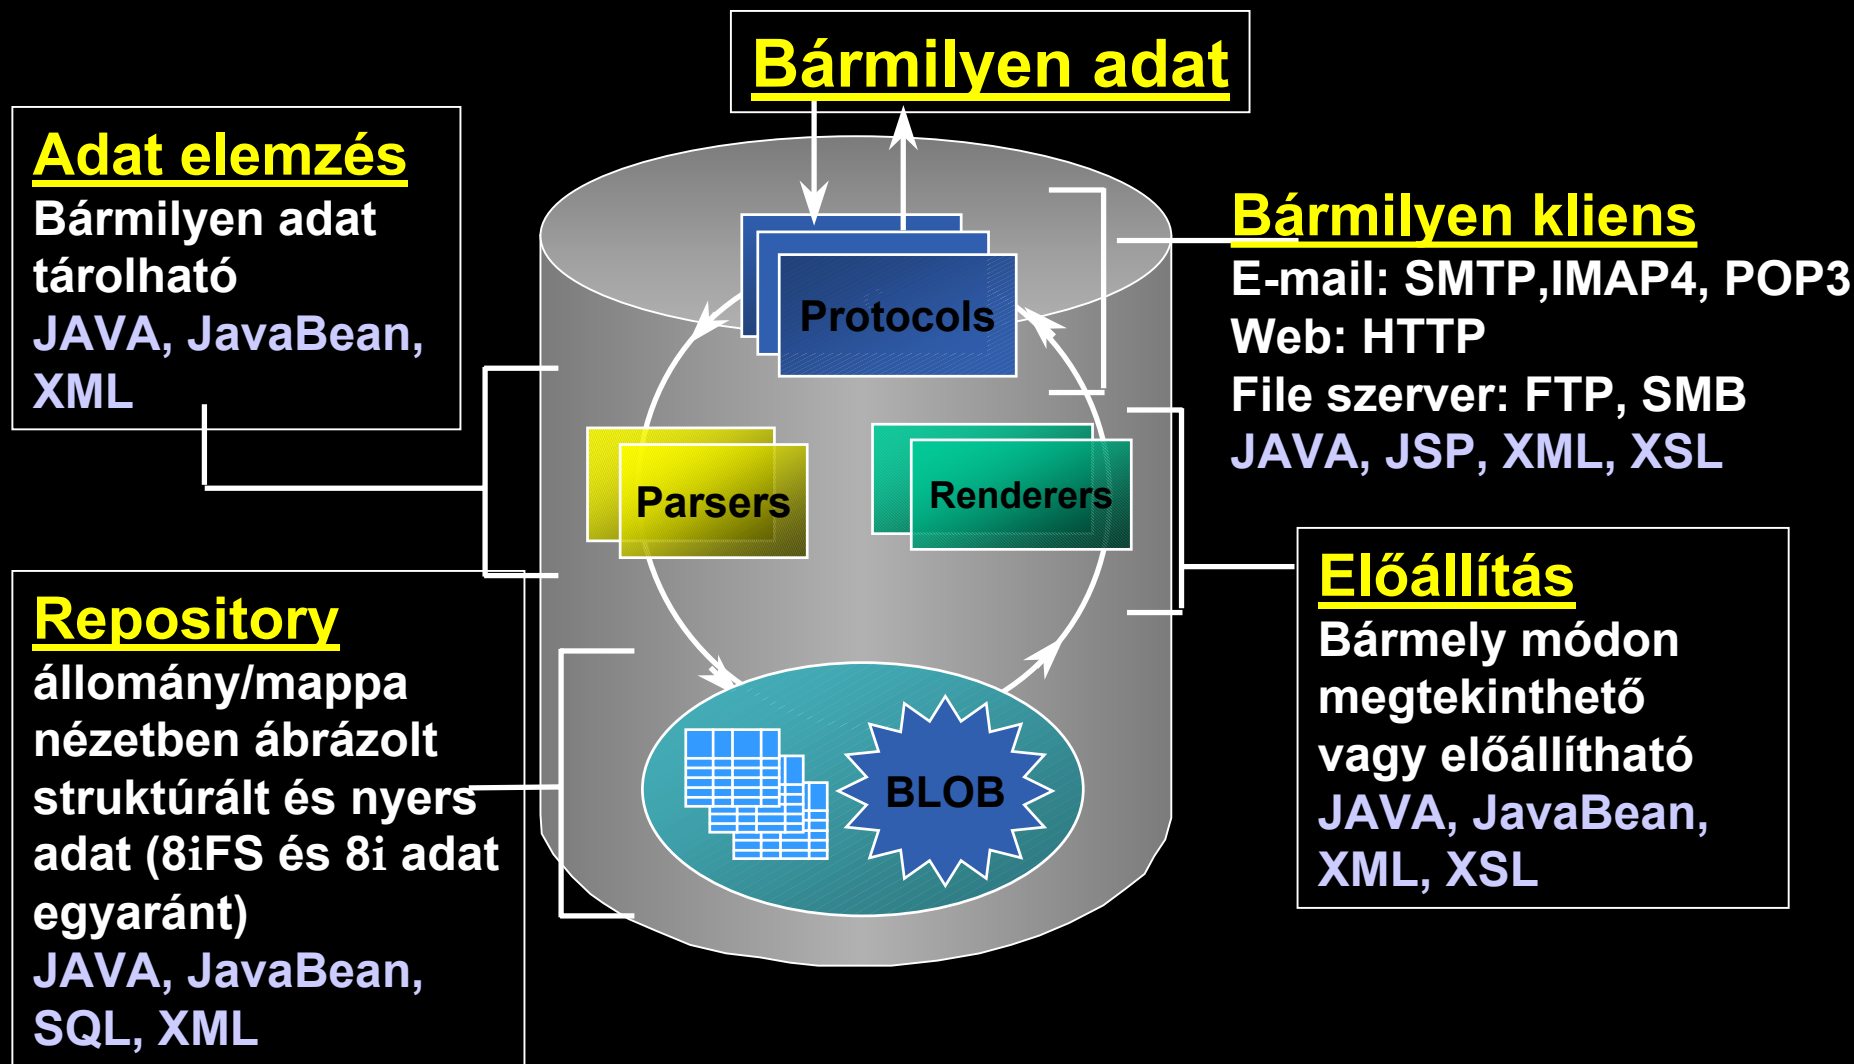 Bármilyen adat
Adat elemzés
Bármilyen adat
tárolható
JAVA, JavaBean,
XML
Bármilyen kliens
E-mail: SMTP,IMAP4, POP3
Web: HTTP
File szerver: FTP, SMB
JAVA, JSP, XML, XSL
Protocols
Parsers
Renderers
BLOB
Repository
állomány/mappa
nézetben ábrázolt
struktúrált és nyers
adat (8iFS és 8i adat
egyaránt)
JAVA, JavaBean,
SQL, XML
Előállítás
Bármely módon
megtekinthető
vagy előállítható
JAVA, JavaBean,
XML, XSL